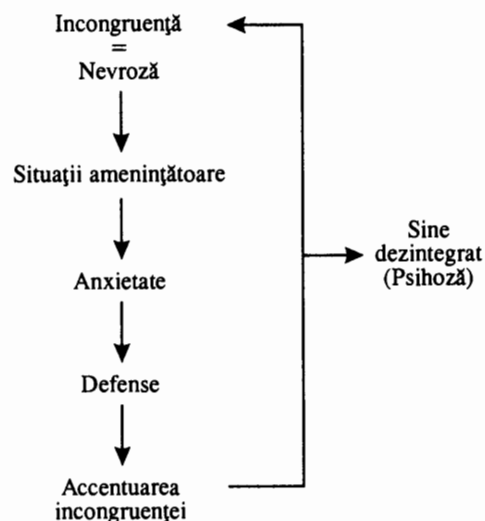 Incongruenţă
=
Nevroză
Situaţii ameninţătoare
Anxietate
Defense
Accentuarea
incongruenţei
Sine
dezintegrat
(Psihoză)